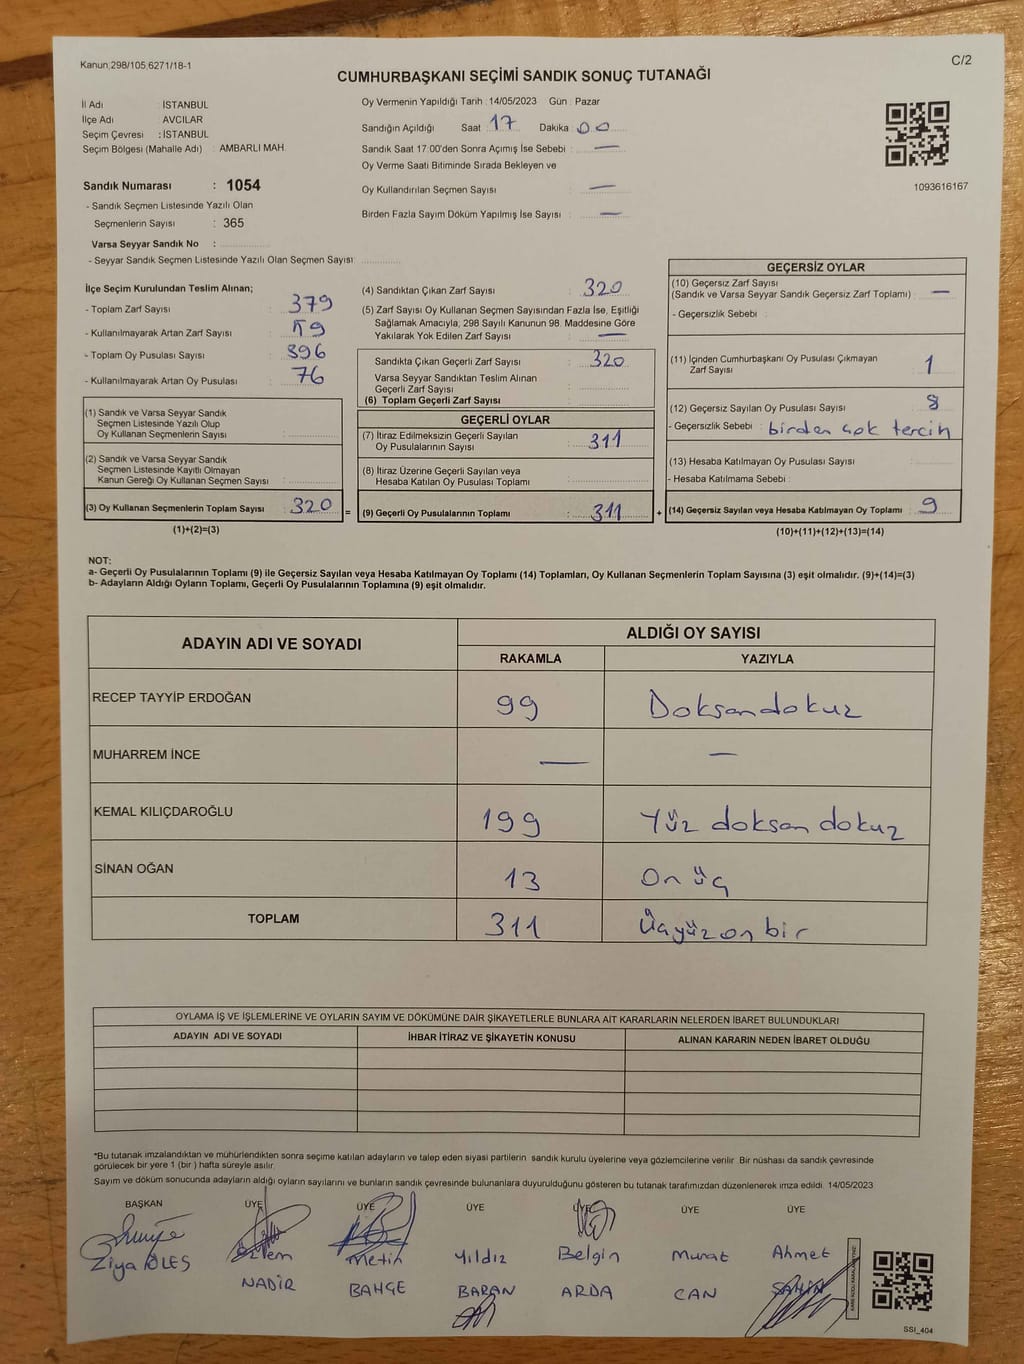 Kanun;298/105,6271/18-1
C/2
CUMHURBAŞKANI SEÇİMİ SANDIK SONUÇ TUTANAĞI
İl Adı : İSTANBUL
İlçe Adı AVCILAR
Seçim Çevresi : İSTANBUL
Seçim Bölgesi (Mahalle Adı) : AMBARLI MAH.
Sandık Numarası : 1054
- Sandık Seçmen Listesinde Yazılı Olan
Seçmenlerin Sayısı : 365
Varsa Seyyar Sandık No :
- Seyyar Sandık Seçmen Listesinde Yazılı Olan Seçmen Sayısı:
Oy Vermenin Yapıldığı Tarih : 14/05/2023 Gün : Pazar
Sandığın Açıldığı Saat : 17 Dakika : 00
Sandık Saat 17:00'den Sonra Açımış İse Sebebi : —
Oy Verme Saati Bitiminde Sırada Bekleyen ve
Oy Kullandırılan Seçmen Sayısı : —
Birden Fazla Sayım Döküm Yapılmış İse Sayısı : —
1093616167
İlçe Seçim Kurulundan Teslim Alınan;
- Toplam Zarf Sayısı : 379
- Kullanılmayarak Artan Zarf Sayısı : 59
- Toplam Oy Pusulası Sayısı : 396
- Kullanılmayarak Artan Oy Pusulası : 76
(1) Sandık ve Varsa Seyyar Sandık
Seçmen Listesinde Yazılı Olup
Oy Kullanan Seçmenlerin Sayısı :
(2) Sandık ve Varsa Seyyar Sandık
Seçmen Listesinde Kayıtlı Olmayan
Kanun Gereği Oy Kullanan Seçmen Sayısı :
(3) Oy Kullanan Seçmenlerin Toplam Sayısı : 320
(1)+(2)=(3)
=
(4) Sandıktan Çıkan Zarf Sayısı : 320
(5) Zarf Sayısı Oy Kullanan Seçmen Sayısından Fazla İse, Eşitliği
Sağlamak Amacıyla, 298 Sayılı Kanunun 98. Maddesine Göre
Yakılarak Yok Edilen Zarf Sayısı : —
Sandıkta Çıkan Geçerli Zarf Sayısı : 320
Varsa Seyyar Sandıktan Teslim Alınan
Geçerli Zarf Sayısı
(6) Toplam Geçerli Zarf Sayısı :
GEÇERLİ OYLAR
(7) İtiraz Edilmeksizin Geçerli Sayılan
Oy Pusulalarının Sayısı : 311
(8) İtiraz Üzerine Geçerli Sayılan veya
Hesaba Katılan Oy Pusulası Toplamı :
(9) Geçerli Oy Pusulalarının Toplamı : 311
+
GEÇERSİZ OYLAR
(10) Geçersiz Zarf Sayısı
(Sandık ve Varsa Seyyar Sandık Geçersiz Zarf Toplamı) : —
- Geçersizlik Sebebi :
(11) İçinden Cumhurbaşkanı Oy Pusulası Çıkmayan
Zarf Sayısı : 1
(12) Geçersiz Sayılan Oy Pusulası Sayısı : 8
- Geçersizlik Sebebi : birden çok tercih
(13) Hesaba Katılmayan Oy Pusulası Sayısı :
- Hesaba Katılmama Sebebi :
(14) Geçersiz Sayılan veya Hesaba Katılmayan Oy Toplamı : 9
(10)+(11)+(12)+(13)=(14)
NOT:
a- Geçerli Oy Pusulalarının Toplamı (9) ile Geçersiz Sayılan veya Hesaba Katılmayan Oy Toplamı (14) Toplamları, Oy Kullanan Seçmenlerin Toplam Sayısına (3) eşit olmalıdır. (9)+(14)=(3)
b- Adayların Aldığı Oyların Toplamı, Geçerli Oy Pusulalarının Toplamına (9) eşit olmalıdır.
ADAYIN ADI VE SOYADI ALDIĞI OY SAYISI
RAKAMLA YAZIYLA
RECEP TAYYİP ERDOĞAN 99 Doksandokuz
MUHARREM İNCE — —
KEMAL KILIÇDAROĞLU 199 Yüz doksan dokuz
SİNAN OĞAN 13 On üç
TOPLAM 311 Üçyüz on bir
OYLAMA İŞ VE İŞLEMLERİNE VE OYLARIN SAYIM VE DÖKÜMÜNE DAİR ŞİKAYETLERLE BUNLARA AİT KARARLARIN NELERDEN İBARET BULUNDUKLARI
ADAYIN ADI VE SOYADI İHBAR İTİRAZ VE ŞİKAYETİN KONUSU ALINAN KARARIN NEDEN İBARET OLDUĞU
*Bu tutanak imzalandıktan ve mühürlendikten sonra seçime katılan adayların ve talep eden siyasi partilerin sandık kurulu üyelerine veya gözlemcilerine verilir. Bir nüshası da sandık çevresinde
görülecek bir yere 1 (bir ) hafta süreyle asılır.
Sayım ve döküm sonucunda adayların aldığı oyların sayılarını ve bunların sandık çevresinde bulunanlara duyurulduğunu gösteren bu tutanak tarafımızdan düzenlenerek imza edildi. 14/05/2023
BAŞKAN ÜYE ÜYE ÜYE ÜYE ÜYE ÜYE
Ziya ÖLES Özlem Metin Yıldız Belgin Murat Ahmet
NADİR BAHÇE BARAN ARDA CAN ŞAHİN
SSI_404